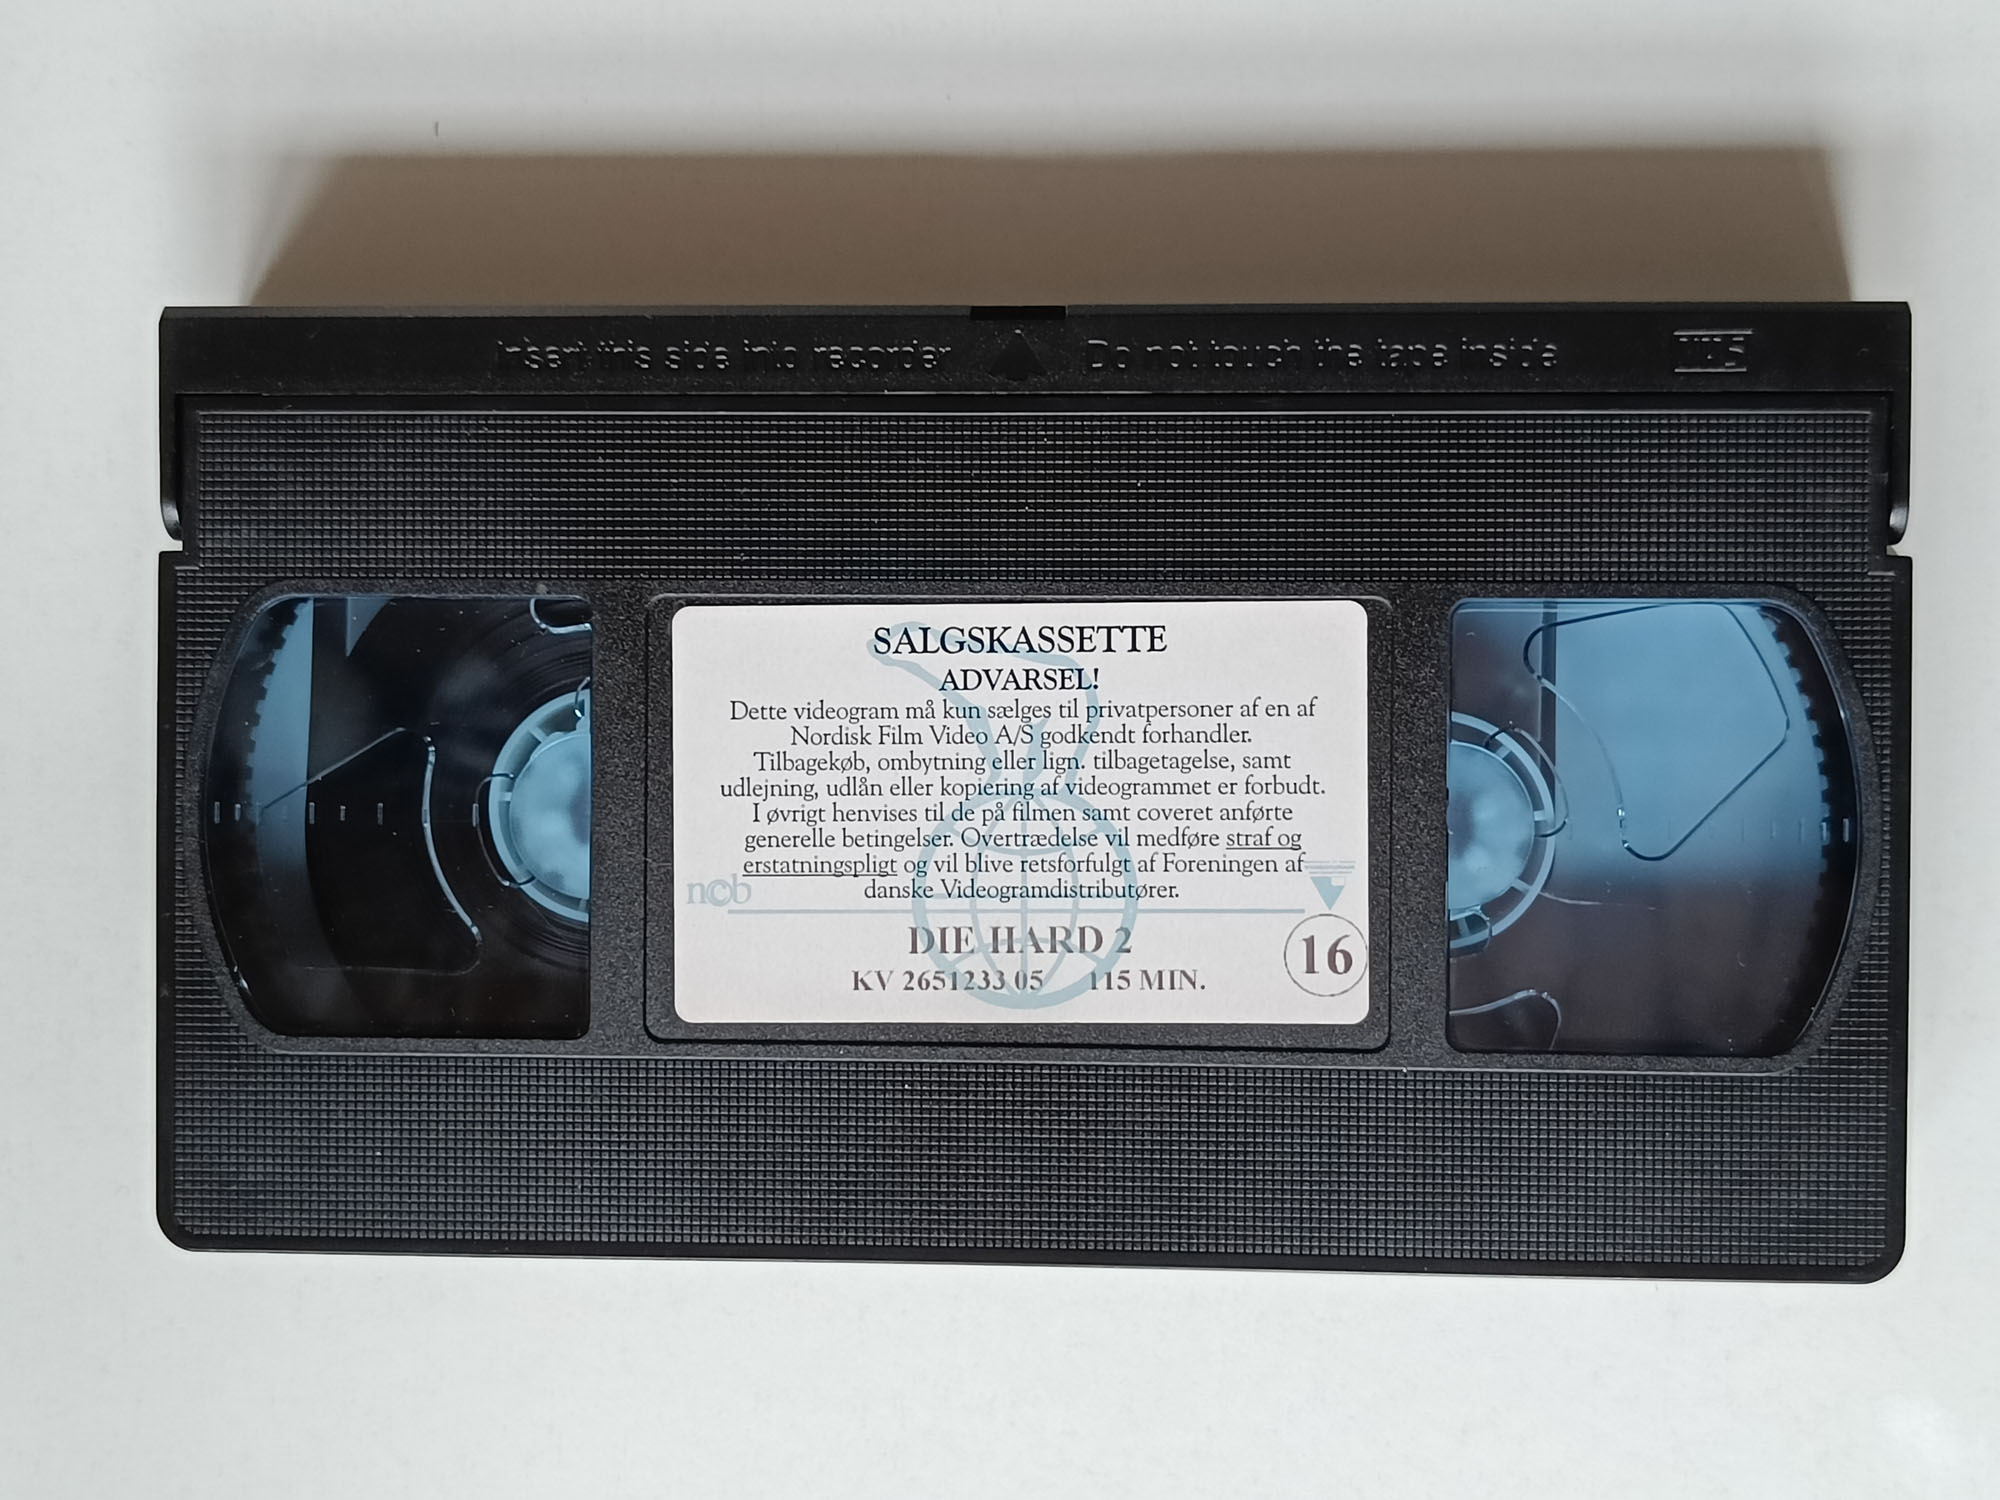 Insert this side into recorder
Do not touch the tape inside
VHS
SALGSKASSETTE
ADVARSEL!
Dette videogram må kun sælges til privatpersoner af en af
Nordisk Film Video A/S godkendt forhandler.
Tilbagekøb, ombytning eller lign. tilbagetagelse, samt
udlejning, udlån eller kopiering af videogrammet er forbudt.
I øvrigt henvises til de på filmen samt coveret anførte
generelle betingelser. Overtrædelse vil medføre straf og
erstatningspligt og vil blive retsforfulgt af Foreningen af
danske Videogramdistributører.
ncb
DIE HARD 2
KV 2651233 05 115 MIN.
16